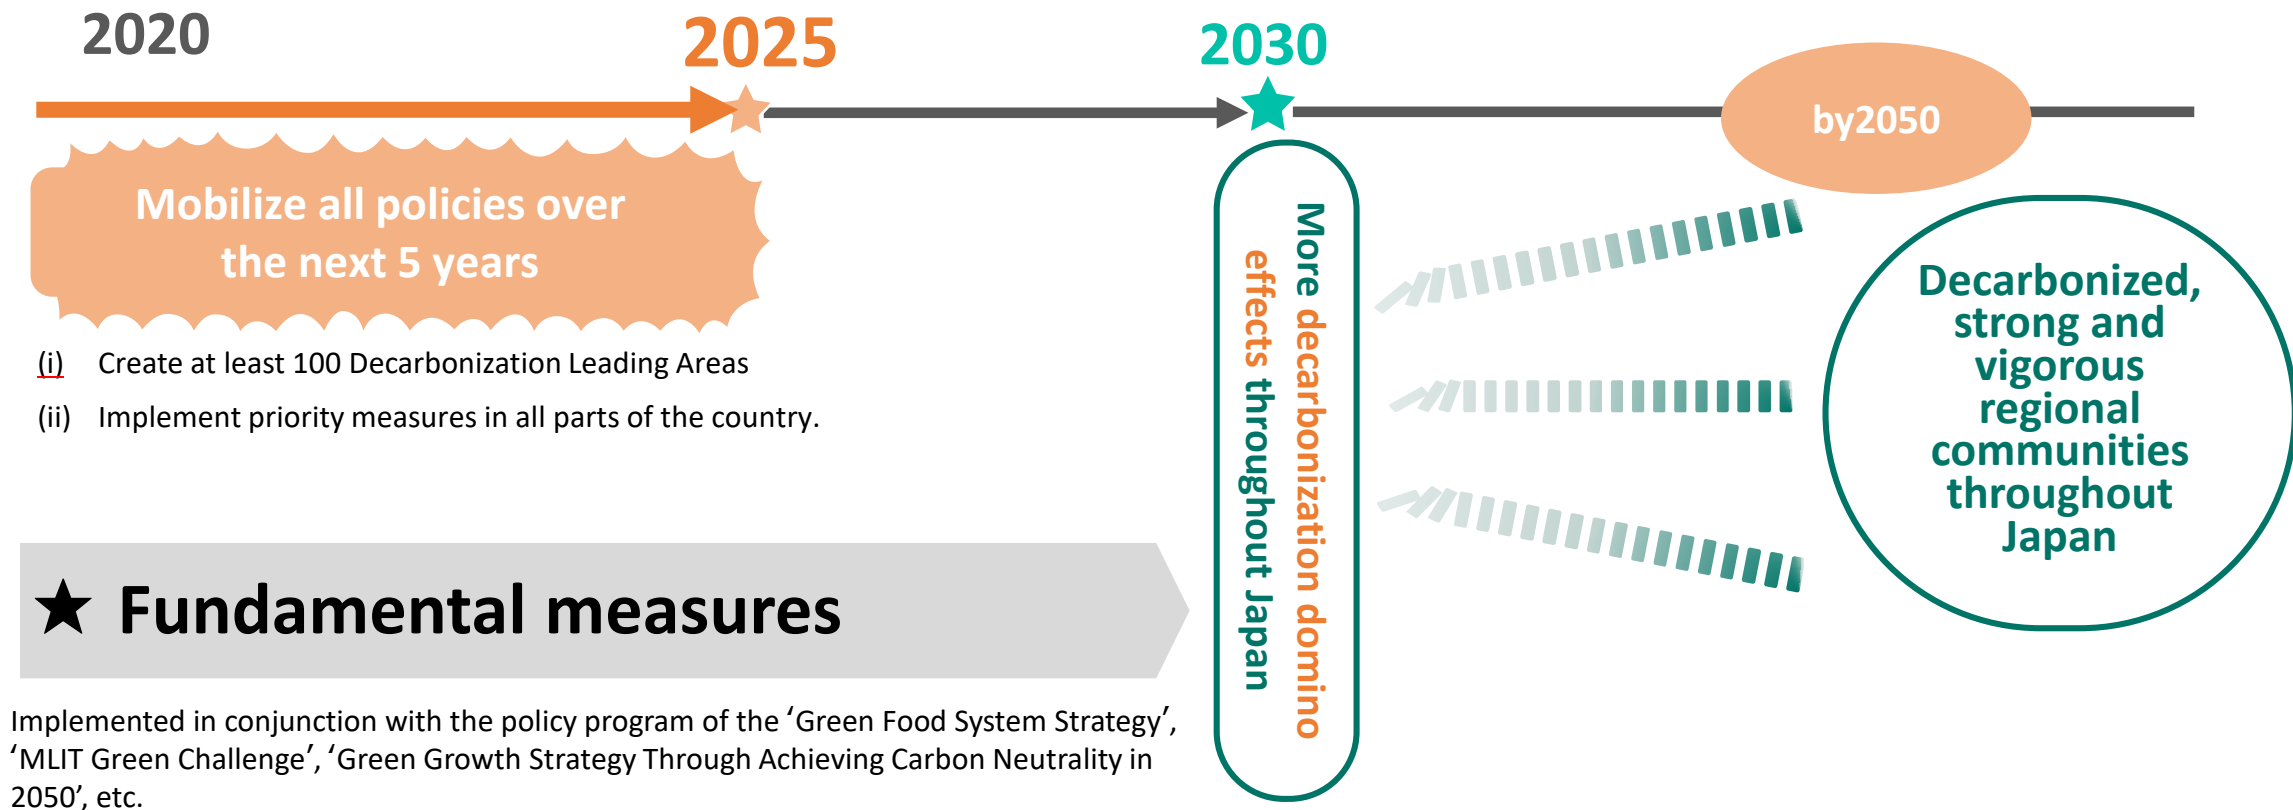 2020
2025
2030
by2050
Mobilize all policies over
the next 5 years
(i) Create at least 100 Decarbonization Leading Areas
(ii) Implement priority measures in all parts of the country.
★ Fundamental measures
Implemented in conjunction with the policy program of the ‘Green Food System Strategy’,
‘MLIT Green Challenge’, ‘Green Growth Strategy Through Achieving Carbon Neutrality in
2050’, etc.
More decarbonization domino
effects throughout Japan
Decarbonized,
strong and
vigorous
regional
communities
throughout
Japan